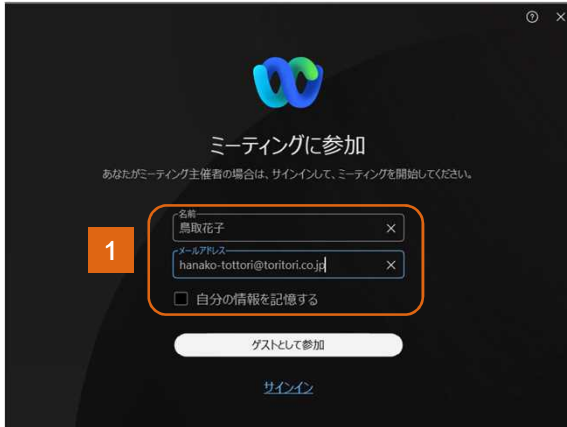 ミーティングに参加
あなたがミーティング主催者の場合は、サインインして、ミーティングを開始してください。
1
名前
鳥取花子
メールアドレス
hanako-tottori@toritori.co.jp
自分の情報を記憶する
ゲストとして参加
サインイン